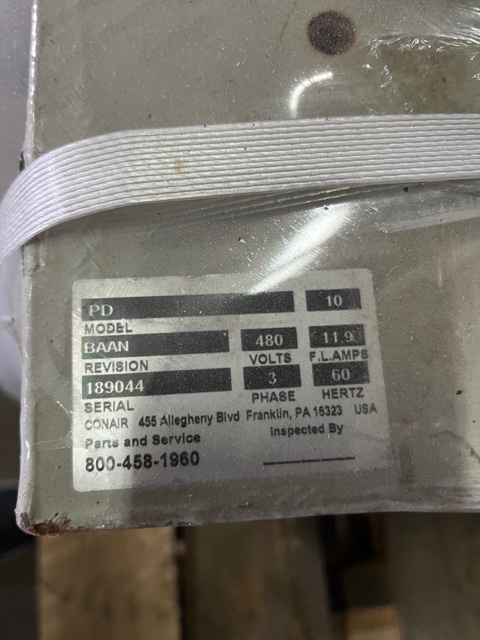 PD 10
MODEL
BAAN 480 11.9
REVISION VOLTS F.L.AMPS
189044 3 60
SERIAL PHASE HERTZ
CONAIR 455 Allegheny Blvd Franklin, PA 16323 USA
Parts and Service Inspected By
800-458-1960